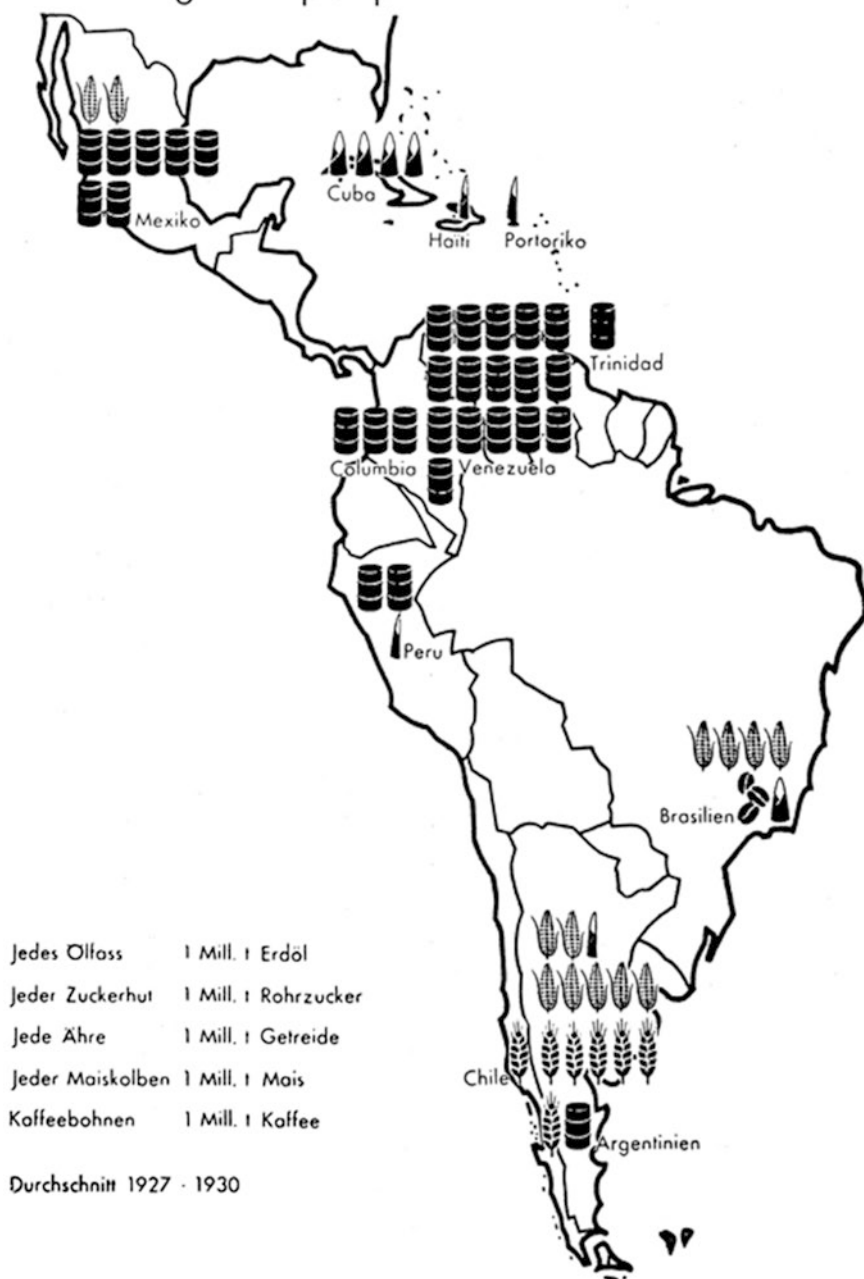 Mexiko
Cuba
Haiti
Portoriko
Trinidad
Columbia
Venezuela
Peru
Brasilien
Chile
Argentinien
Jedes Ölfass 1 Mill. t Erdöl
Jeder Zuckerhut 1 Mill. t Rohrzucker
Jede Ähre 1 Mill. t Getreide
Jeder Maiskolben 1 Mill. t Mais
Kaffeebohnen 1 Mill. t Kaffee
Durchschnitt 1927 - 1930